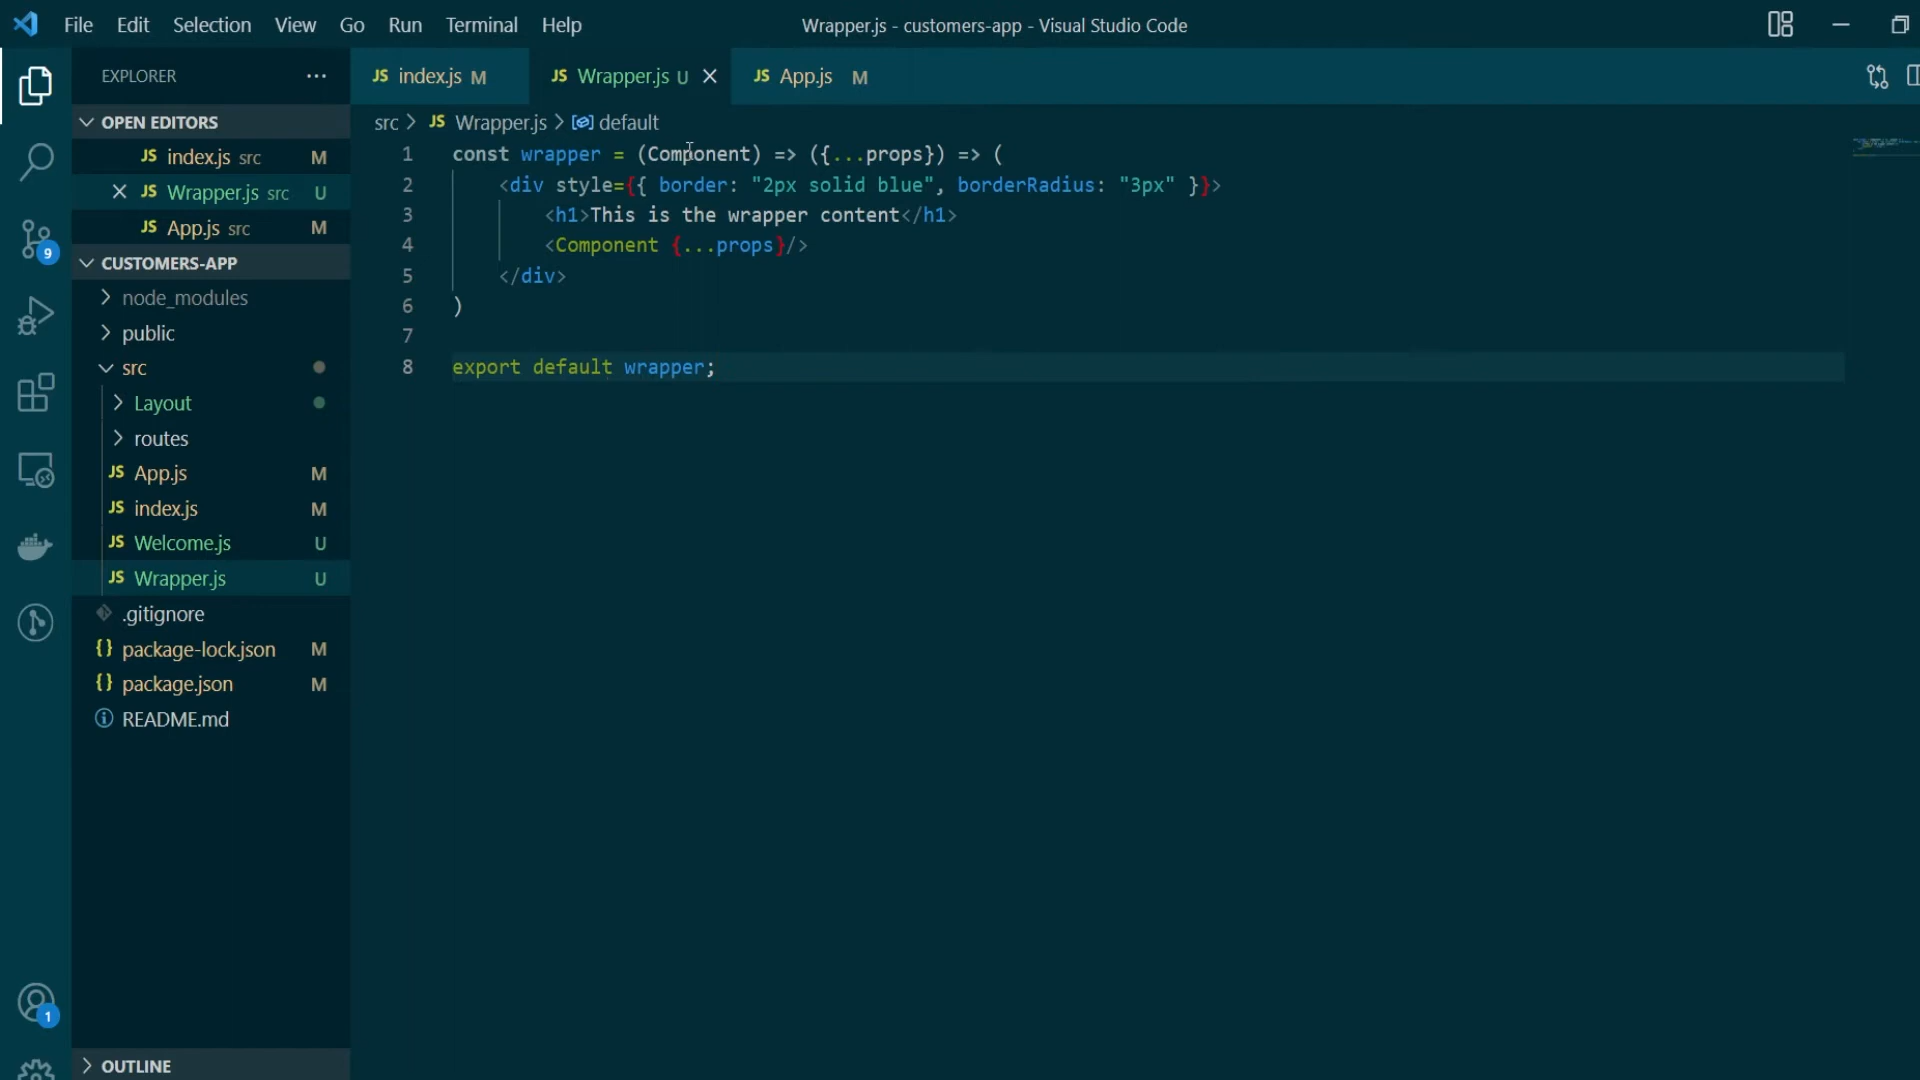 File Edit Selection View Go Run Terminal Help
Wrapper.js - customers-app - Visual Studio Code
EXPLORER
OPEN EDITORS
JS index.js src M
JS Wrapper.js src U
JS App.js src M
CUSTOMERS-APP
node_modules
public
src
Layout
routes
JS App.js M
JS index.js M
JS Welcome.js U
JS Wrapper.js U
.gitignore
{} package-lock.json M
{} package.json M
README.md
OUTLINE
9
1
JS index.js M
JS Wrapper.js U
JS App.js M
src > JS Wrapper.js > default
1 const wrapper = (Component) => ({...props}) => (
2 <div style={{ border: "2px solid blue", borderRadius: "3px" }}>
3 <h1>This is the wrapper content</h1>
4 <Component {...props}/>
5 </div>
6 )
7
8 export default wrapper;